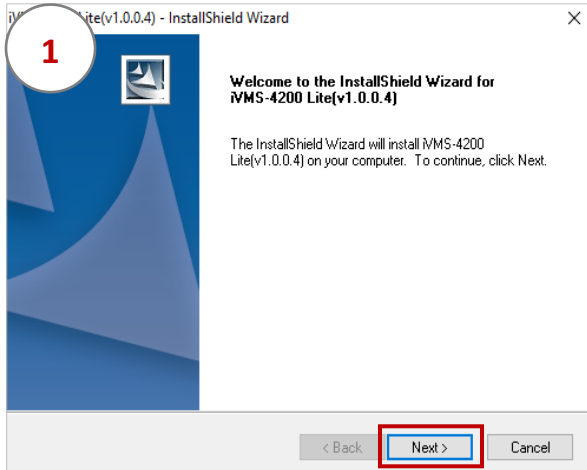 ite(v1.0.0.4) - InstallShield Wizard
1
Welcome to the InstallShield Wizard for
iVMS-4200 Lite(v1.0.0.4)
The InstallShield Wizard will install iVMS-4200
Lite(v1.0.0.4) on your computer. To continue, click Next.
< Back
Next >
Cancel